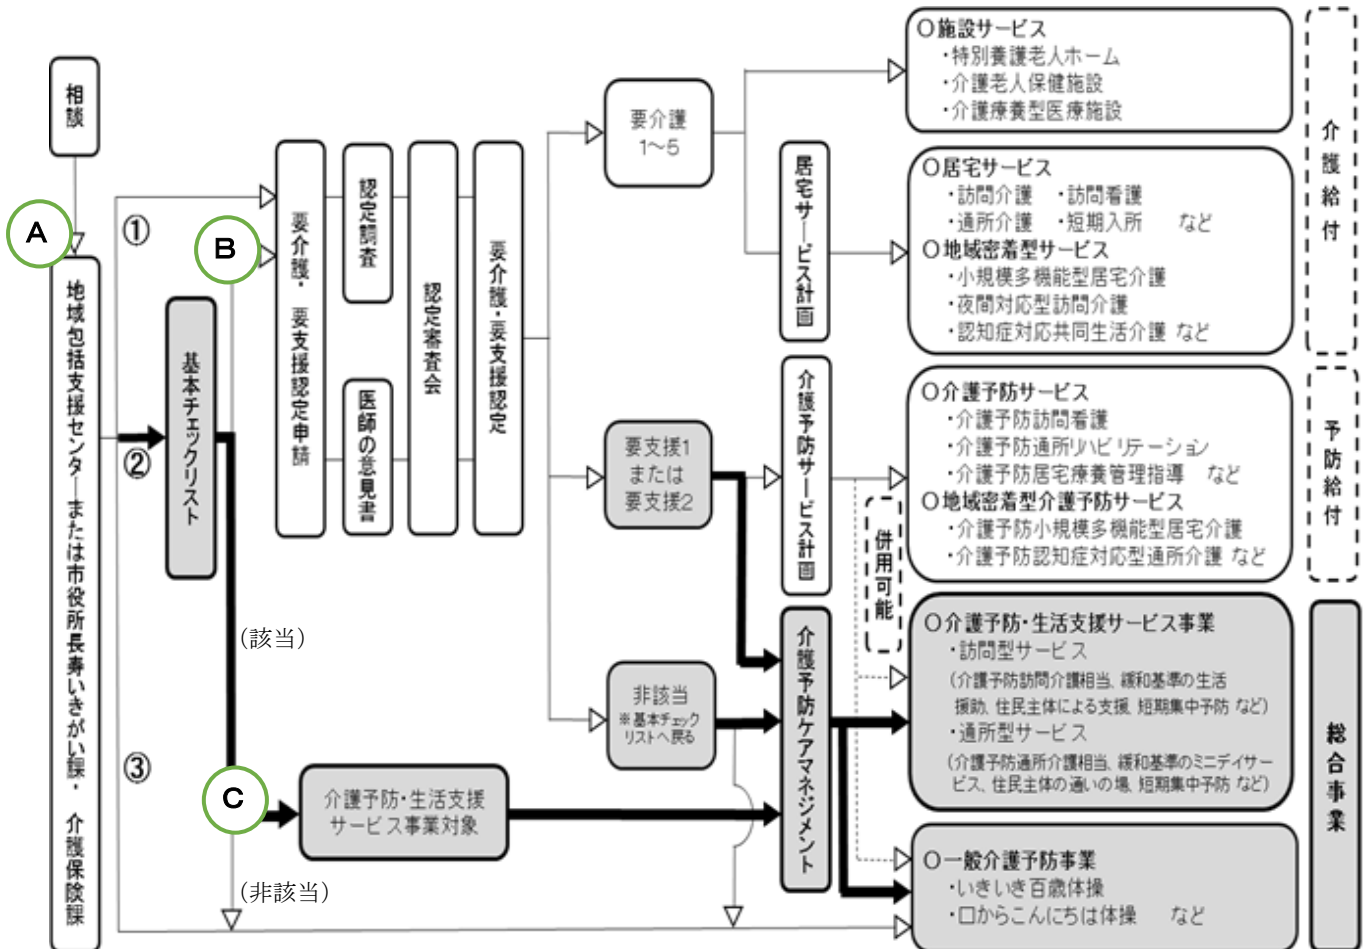 相談
A
地域包括支援センターまたは市役所長寿いきがい課・介護保険課
①
②
③
基本チェックリスト
B
(該当)
C
(非該当)
要介護・要支援認定申請
認定調査
医師の意見書
認定審査会
要介護・要支援認定
介護予防・生活支援
サービス事業対象
要介護
1～5
要支援1
または
要支援2
非該当
※基本チェック
リストへ戻る
居宅サービス計画
介護予防サービス計画
介護予防ケアマネジメント
併用可能
○施設サービス
・特別養護老人ホーム
・介護老人保健施設
・介護療養型医療施設
○居宅サービス
・訪問介護 ・訪問看護
・通所介護 ・短期入所 など
○地域密着型サービス
・小規模多機能型居宅介護
・夜間対応型訪問介護
・認知症対応共同生活介護 など
○介護予防サービス
・介護予防訪問看護
・介護予防通所リハビリテーション
・介護予防居宅療養管理指導 など
○地域密着型介護予防サービス
・介護予防小規模多機能型居宅介護
・介護予防認知症対応型通所介護 など
○介護予防・生活支援サービス事業
・訪問型サービス
(介護予防訪問介護相当、緩和基準の生活
援助、住民主体による支援、短期集中予防 など)
・通所型サービス
(介護予防通所介護相当、緩和基準のミニデイサー
ビス、住民主体の通いの場、短期集中予防 など)
○一般介護予防事業
・いきいき百歳体操
・口からこんにちは体操 など
介護給付
予防給付
総合事業